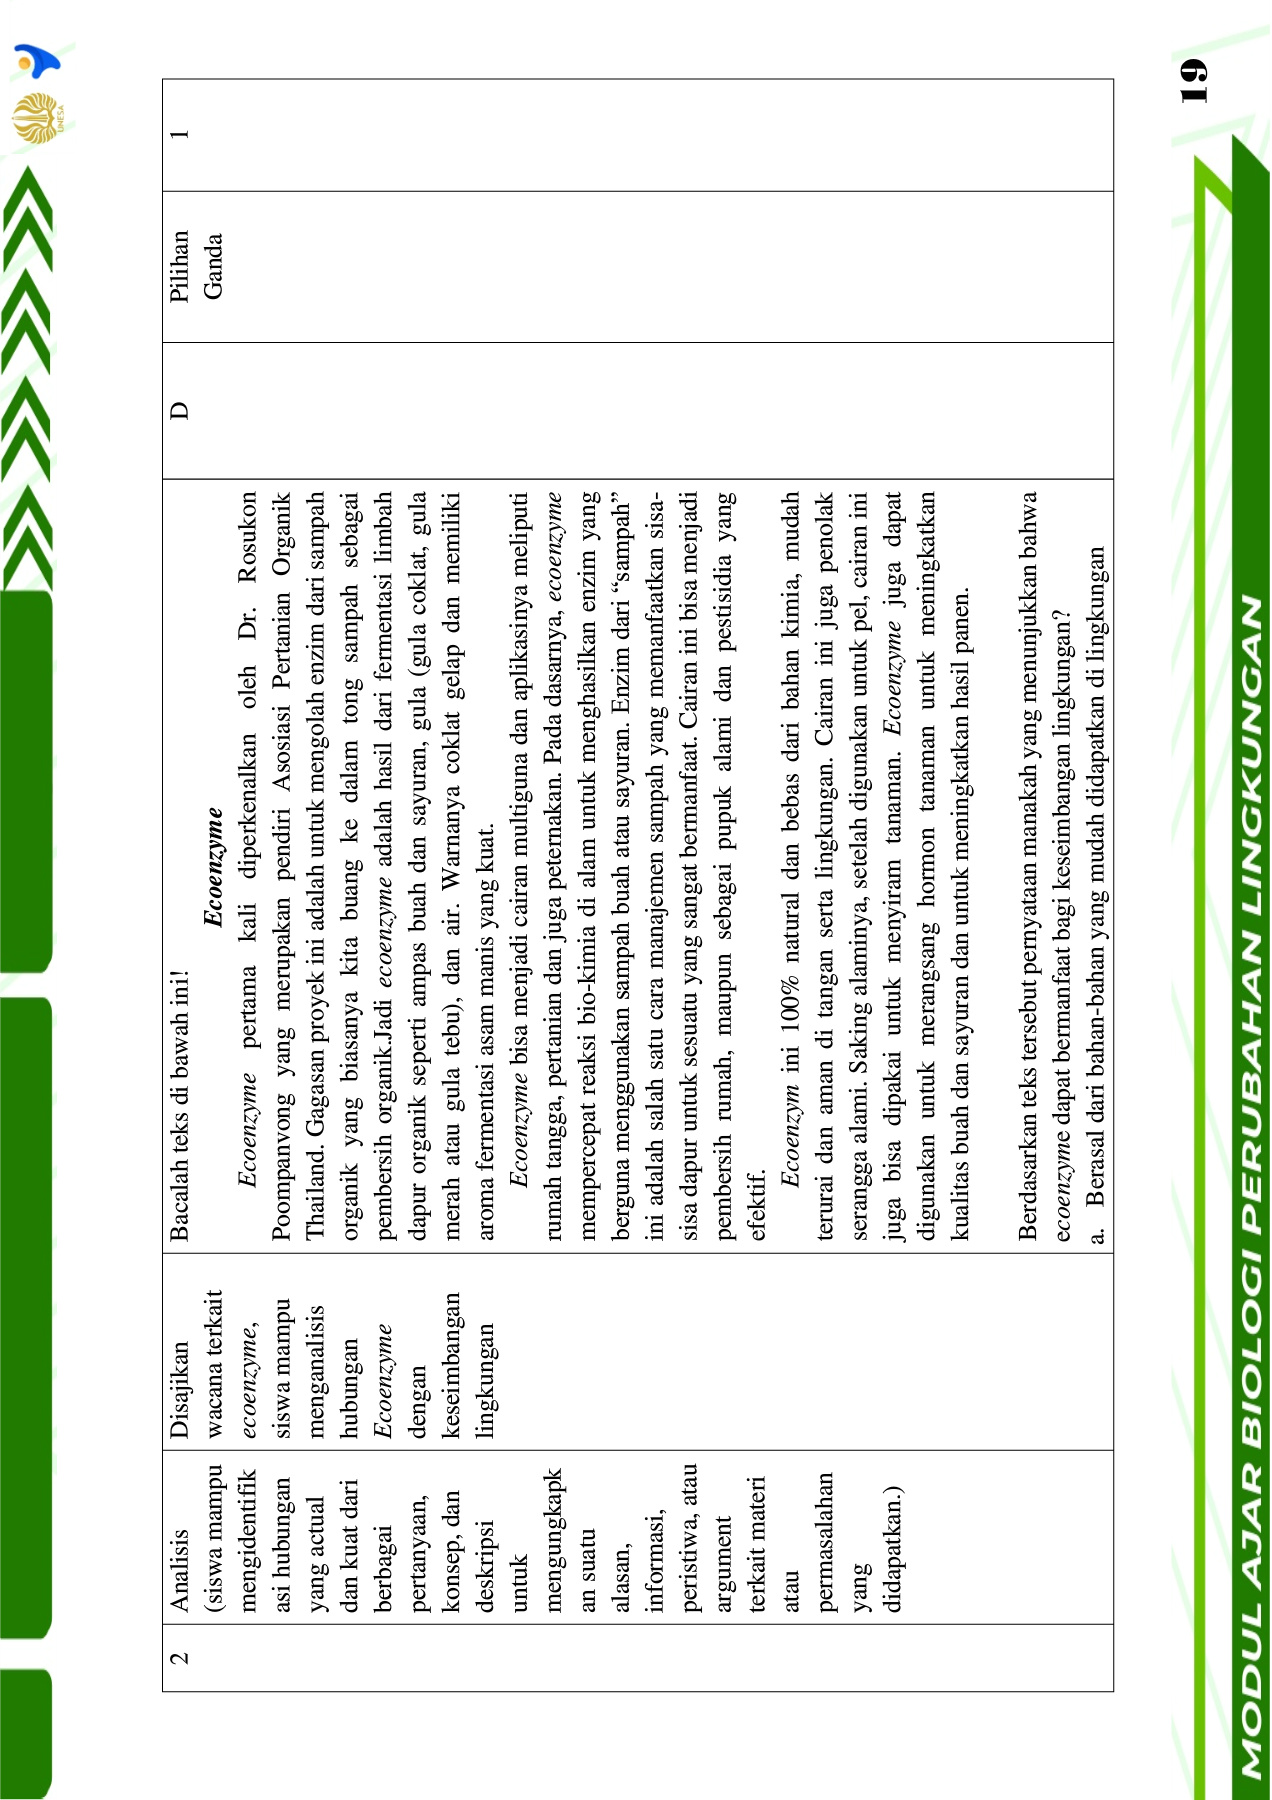 2
Analisis
(siswa mampu
mengidentifik
asi hubungan
yang actual
dan kuat dari
berbagai
pertanyaan,
konsep, dan
deskripsi
untuk
mengungkapk
an suatu
alasan,
informasi,
peristiwa, atau
argument
terkait materi
atau
permasalahan
yang
didapatkan.)
Disajikan
wacana terkait
ecoenzyme,
siswa mampu
menganalisis
hubungan
Ecoenzyme
dengan
keseimbangan
lingkungan
Bacalah teks di bawah ini!
Ecoenzyme
Ecoenzyme pertama kali diperkenalkan oleh Dr. Rosukon
Poompanvong yang merupakan pendiri Asosiasi Pertanian Organik
Thailand. Gagasan proyek ini adalah untuk mengolah enzim dari sampah
organik yang biasanya kita buang ke dalam tong sampah sebagai
pembersih organik.Jadi ecoenzyme adalah hasil dari fermentasi limbah
dapur organik seperti ampas buah dan sayuran, gula (gula coklat, gula
merah atau gula tebu), dan air. Warnanya coklat gelap dan memiliki
aroma fermentasi asam manis yang kuat.
Ecoenzyme bisa menjadi cairan multiguna dan aplikasinya meliputi
rumah tangga, pertanian dan juga peternakan. Pada dasarnya, ecoenzyme
mempercepat reaksi bio-kimia di alam untuk menghasilkan enzim yang
berguna menggunakan sampah buah atau sayuran. Enzim dari “sampah”
ini adalah salah satu cara manajemen sampah yang memanfaatkan sisa-
sisa dapur untuk sesuatu yang sangat bermanfaat. Cairan ini bisa menjadi
pembersih rumah, maupun sebagai pupuk alami dan pestisidia yang
efektif.
Ecoenzym ini 100% natural dan bebas dari bahan kimia, mudah
terurai dan aman di tangan serta lingkungan. Cairan ini juga penolak
serangga alami. Saking alaminya, setelah digunakan untuk pel, cairan ini
juga bisa dipakai untuk menyiram tanaman. Ecoenzyme juga dapat
digunakan untuk merangsang hormon tanaman untuk meningkatkan
kualitas buah dan sayuran dan untuk meningkatkan hasil panen.
Berdasarkan teks tersebut pernyataan manakah yang menunjukkan bahwa
ecoenzyme dapat bermanfaat bagi keseimbangan lingkungan?
a. Berasal dari bahan-bahan yang mudah didapatkan di lingkungan
D
Pilihan
Ganda
1
MODUL AJAR BIOLOGI PERUBAHAN LINGKUNGAN
19
UNESA